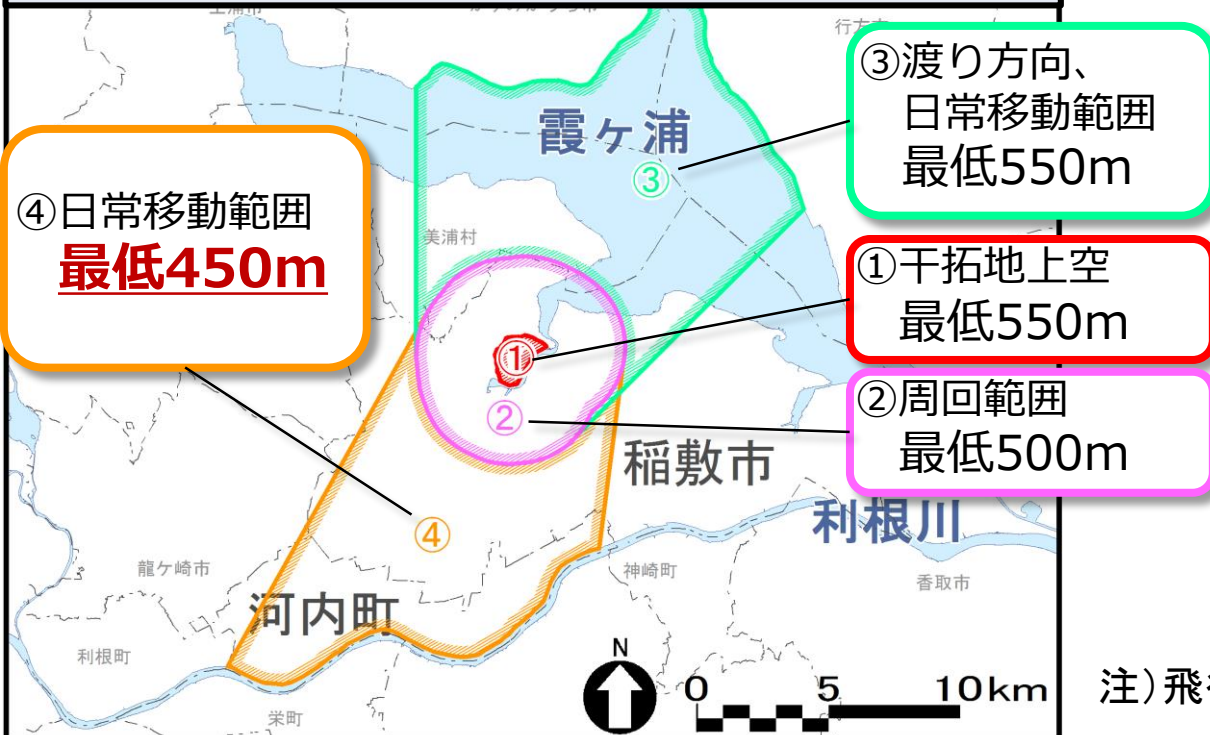 行方
霞ヶ浦
③
③渡り方向、
日常移動範囲
最低550m
④日常移動範囲
最低450m
美浦村
①干拓地上空
最低550m
①
②周回範囲
最低500m
②
稲敷市
利根川
④
龍ケ崎市
神崎町
香取市
河内町
利根町
栄町
N
0 5 10km
注)飛